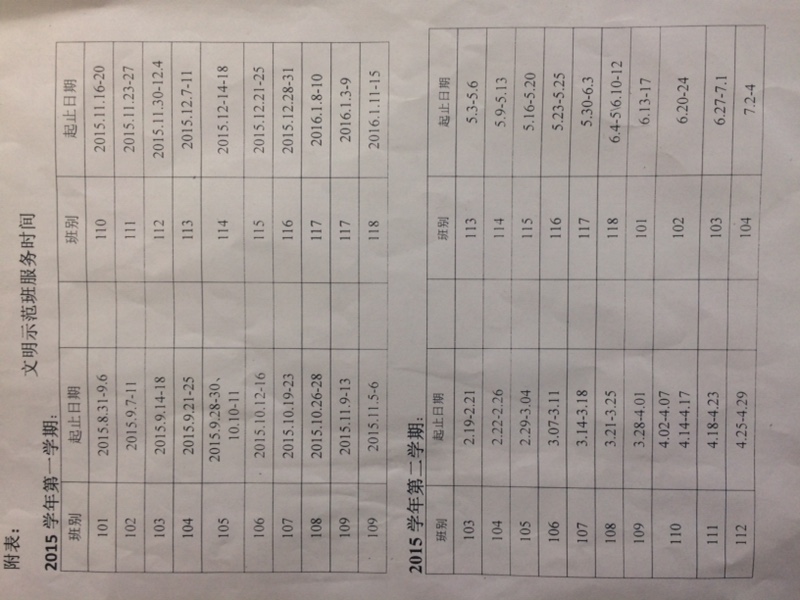 附表：
文明示范班服务时间
2015 学年第一学期：
班别 起止日期 班别 起止日期
101 2015.8.31-9.6 110 2015.11.16-20
102 2015.9.7-11 111 2015.11.23-27
103 2015.9.14-18 112 2015.11.30-12.4
104 2015.9.21-25 113 2015.12.7-11
105 2015.9.28-30、
10.10-11 114 2015.12-14-18
106 2015.10.12-16 115 2015.12.21-25
107 2015.10.19-23 116 2015.12.28-31
108 2015.10.26-28 117 2016.1.8-10
109 2015.11.9-13 117 2016.1.3-9
109 2015.11.5-6 118 2016.1.11-15
2015 学年第二学期：
班别 起止日期 班别 起止日期
103 2.19-2.21 113 5.3-5.6
104 2.22-2.26 114 5.9-5.13
105 2.29-3.04 115 5.16-5.20
106 3.07-3.11 116 5.23-5.25
107 3.14-3.18 117 5.30-6.3
108 3.21-3.25 118 6.4-5\6.10-12
109 3.28-4.01 101 6.13-17
110 4.02-4.07
4.14-4.17 102 6.20-24
111 4.18-4.23 103 6.27-7.1
112 4.25-4.29 104 7.2-4